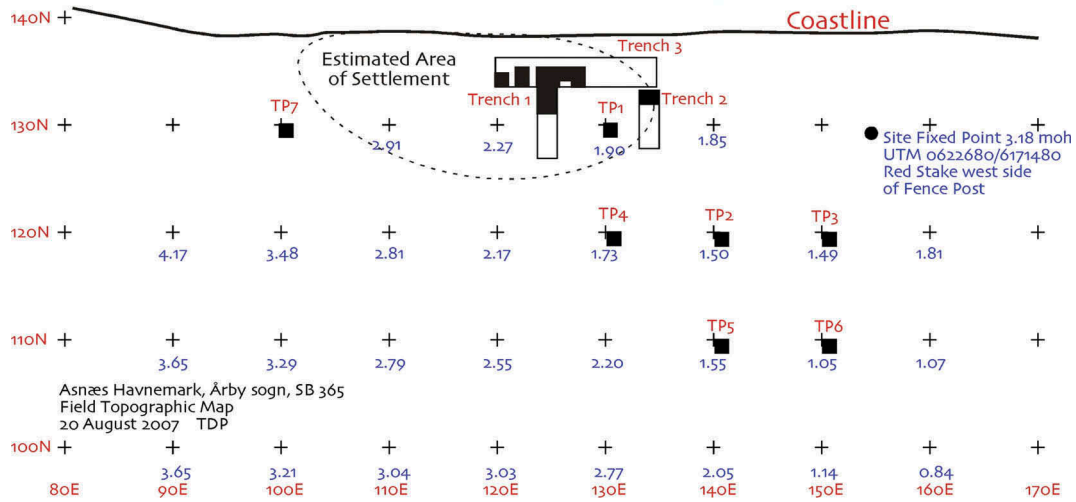 140N
Coastline
Trench 3
Estimated Area
of Settlement
TP7
Trench 1
TP1
Trench 2
130N
2.91
2.27
1.90
1.85
Site Fixed Point 3.18 moh
UTM 0622680/6171480
Red Stake west side
of Fence Post
TP4
TP2
TP3
120N
4.17
3.48
2.81
2.17
1.73
1.50
1.49
1.81
TP5
TP6
110N
3.65
3.29
2.79
2.55
2.20
1.55
1.05
1.07
Asnæs Havnemark, Årby sogn, SB 365
Field Topographic Map
20 August 2007 TDP
100N
3.65
3.21
3.04
3.03
2.77
2.05
1.14
0.84
80E
90E
100E
110E
120E
130E
140E
150E
160E
170E